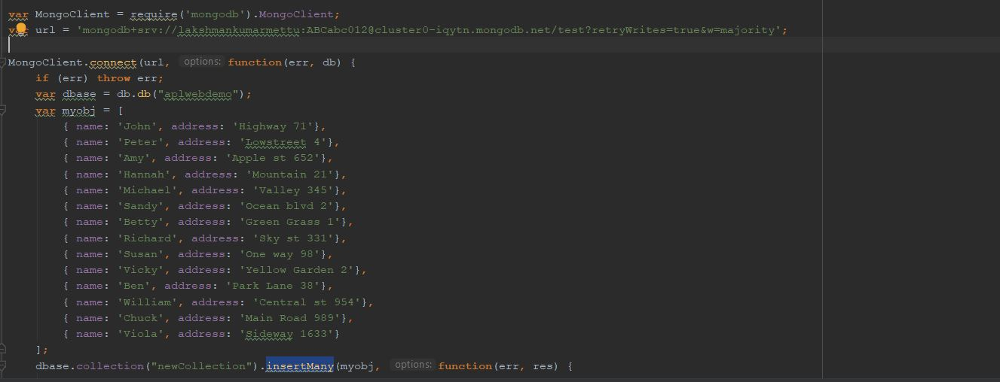 var MongoClient = require('mongodb').MongoClient;
var url = 'mongodb+srv://lakshmankumarmettu:ABCabc012@cluster0-iqytn.mongodb.net/test?retryWrites=true&w=majority';
MongoClient.connect(url, options: function(err, db) {
if (err) throw err;
var dbase = db.db("aplwebdemo");
var myobj = [
{ name: 'John', address: 'Highway 71'},
{ name: 'Peter', address: 'Lowstreet 4'},
{ name: 'Amy', address: 'Apple st 652'},
{ name: 'Hannah', address: 'Mountain 21'},
{ name: 'Michael', address: 'Valley 345'},
{ name: 'Sandy', address: 'Ocean blvd 2'},
{ name: 'Betty', address: 'Green Grass 1'},
{ name: 'Richard', address: 'Sky st 331'},
{ name: 'Susan', address: 'One way 98'},
{ name: 'Vicky', address: 'Yellow Garden 2'},
{ name: 'Ben', address: 'Park Lane 38'},
{ name: 'William', address: 'Central st 954'},
{ name: 'Chuck', address: 'Main Road 989'},
{ name: 'Viola', address: 'Sideway 1633'}
];
dbase.collection("newCollection").insertMany(myobj, options: function(err, res) {